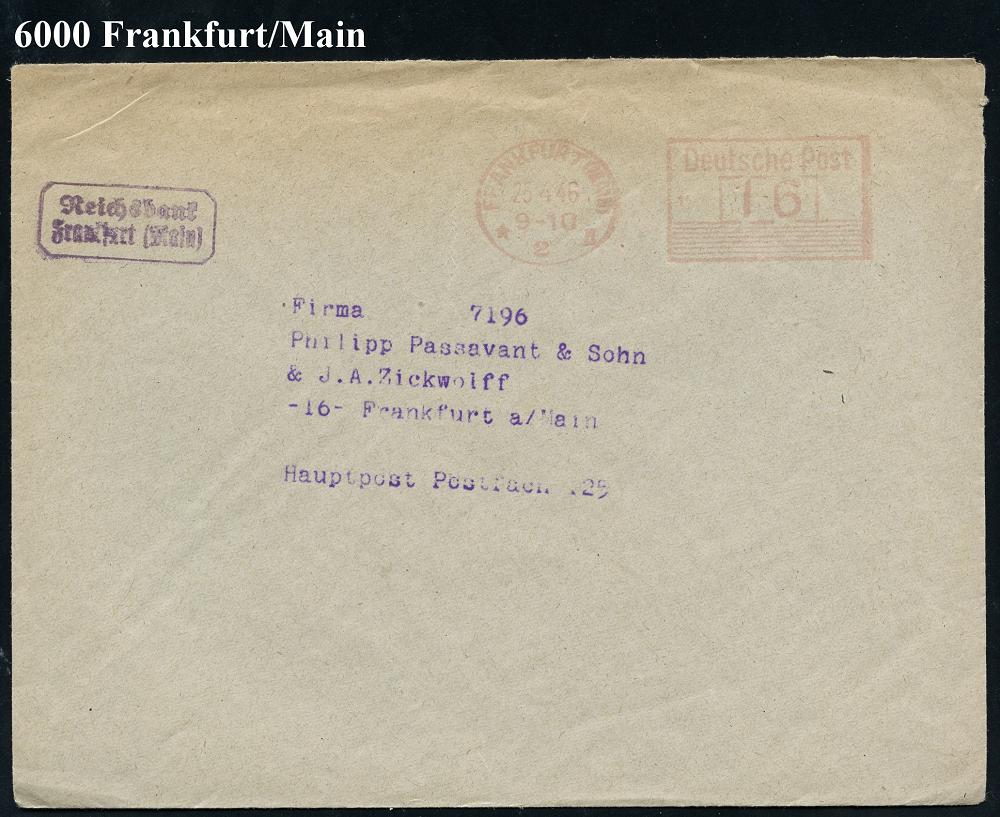 6000 Frankfurt/Main
Reichsbank
Frankfurt (Main)
FRANKFURT (MAIN)
25.4.46
9-10
2
Deutsche Post
16
Firma 7196
Philipp Passavant & Sohn
& J.A.Zickwolff
-16- Frankfurt a/Main
Hauptpost Postfach